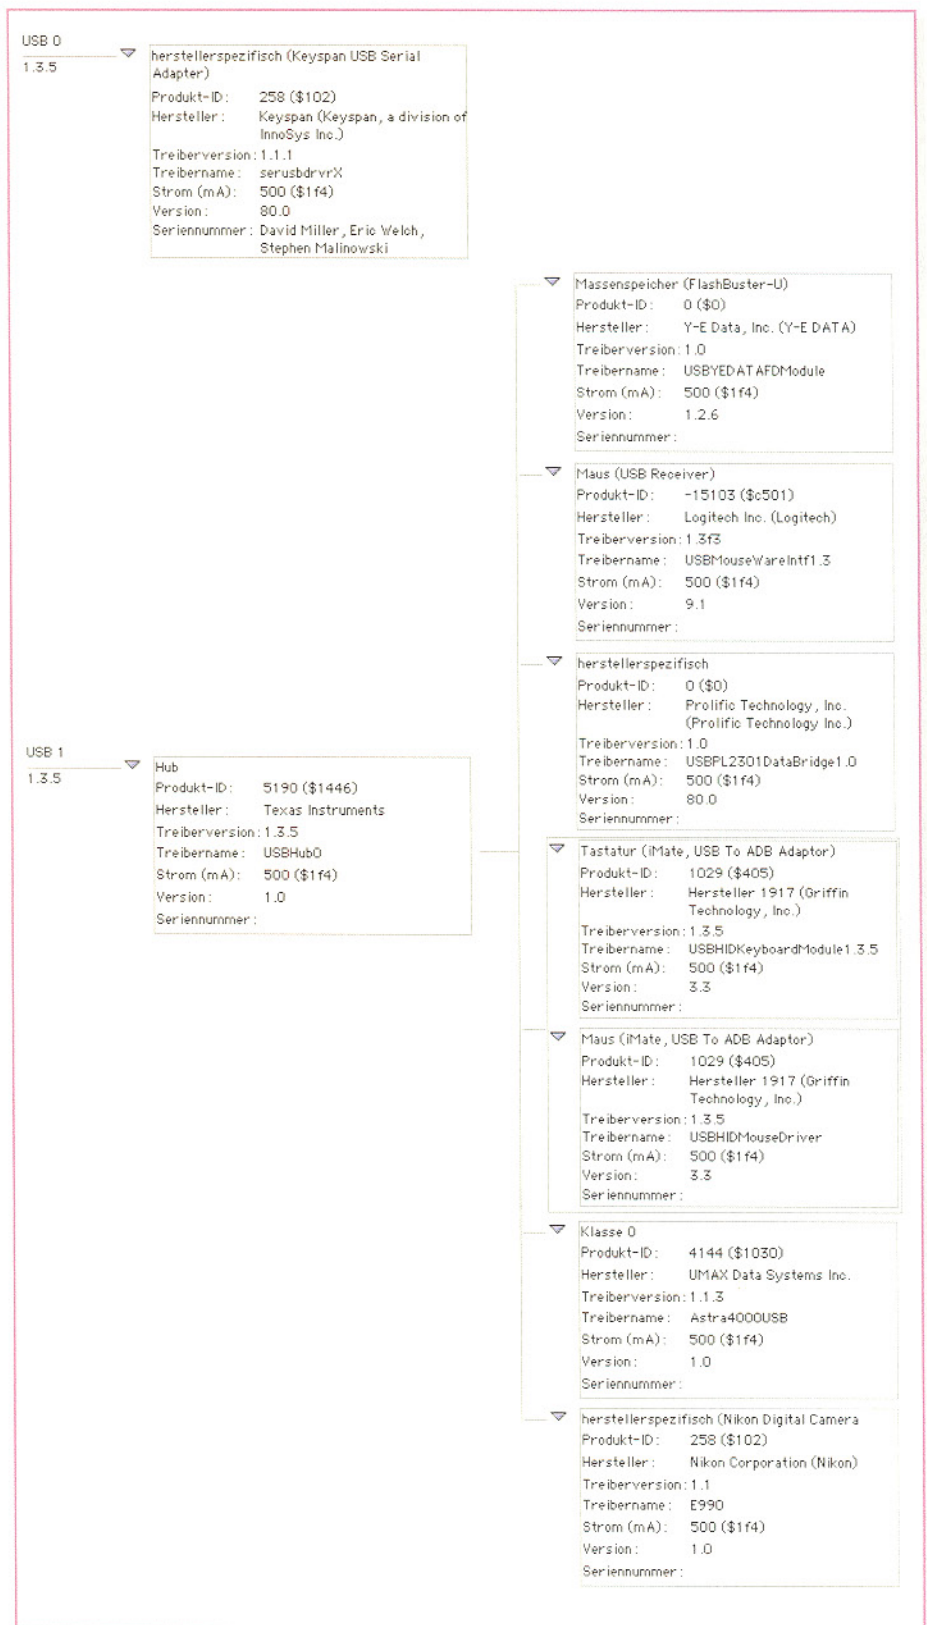 USB 0
1.3.5
herstellerspezifisch (Keyspan USB Serial
Adapter)
Produkt-ID: 258 ($102)
Hersteller: Keyspan (Keyspan, a division of
InnoSys Inc.)
Treiberversion: 1.1.1
Treibername: serusbdrvrX
Strom (mA): 500 ($1f4)
Version: 80.0
Seriennummer: David Miller, Eric Welch,
Stephen Malinowski
Massenspeicher (FlashBuster-U)
Produkt-ID: 0 ($0)
Hersteller: Y-E Data, Inc. (Y-E DATA)
Treiberversion: 1.0
Treibername: USBYEDATAFDModule
Strom (mA): 500 ($1f4)
Version: 1.2.6
Seriennummer:
Maus (USB Receiver)
Produkt-ID: -15103 ($c501)
Hersteller: Logitech Inc. (Logitech)
Treiberversion: 1.3f3
Treibername: USBMouseWareIntf1.3
Strom (mA): 500 ($1f4)
Version: 9.1
Seriennummer:
herstellerspezifisch
Produkt-ID: 0 ($0)
Hersteller: Prolific Technology, Inc.
(Prolific Technology Inc.)
Treiberversion: 1.0
Treibername: USBPL2301DataBridge1.0
Strom (mA): 500 ($1f4)
Version: 80.0
Seriennummer:
USB 1
1.3.5
Hub
Produkt-ID: 5190 ($1446)
Hersteller: Texas Instruments
Treiberversion: 1.3.5
Treibername: USBHub0
Strom (mA): 500 ($1f4)
Version: 1.0
Seriennummer:
Tastatur (iMate, USB To ADB Adaptor)
Produkt-ID: 1029 ($405)
Hersteller: Hersteller 1917 (Griffin
Technology, Inc.)
Treiberversion: 1.3.5
Treibername: USBHIDKeyboardModule1.3.5
Strom (mA): 500 ($1f4)
Version: 3.3
Seriennummer:
Maus (iMate, USB To ADB Adaptor)
Produkt-ID: 1029 ($405)
Hersteller: Hersteller 1917 (Griffin
Technology, Inc.)
Treiberversion: 1.3.5
Treibername: USBHIDMouseDriver
Strom (mA): 500 ($1f4)
Version: 3.3
Seriennummer:
Klasse 0
Produkt-ID: 4144 ($1030)
Hersteller: UMAX Data Systems Inc.
Treiberversion: 1.1.3
Treibername: Astra4000USB
Strom (mA): 500 ($1f4)
Version: 1.0
Seriennummer:
herstellerspezifisch (Nikon Digital Camera
Produkt-ID: 258 ($102)
Hersteller: Nikon Corporation (Nikon)
Treiberversion: 1.1
Treibername: E990
Strom (mA): 500 ($1f4)
Version: 1.0
Seriennummer: